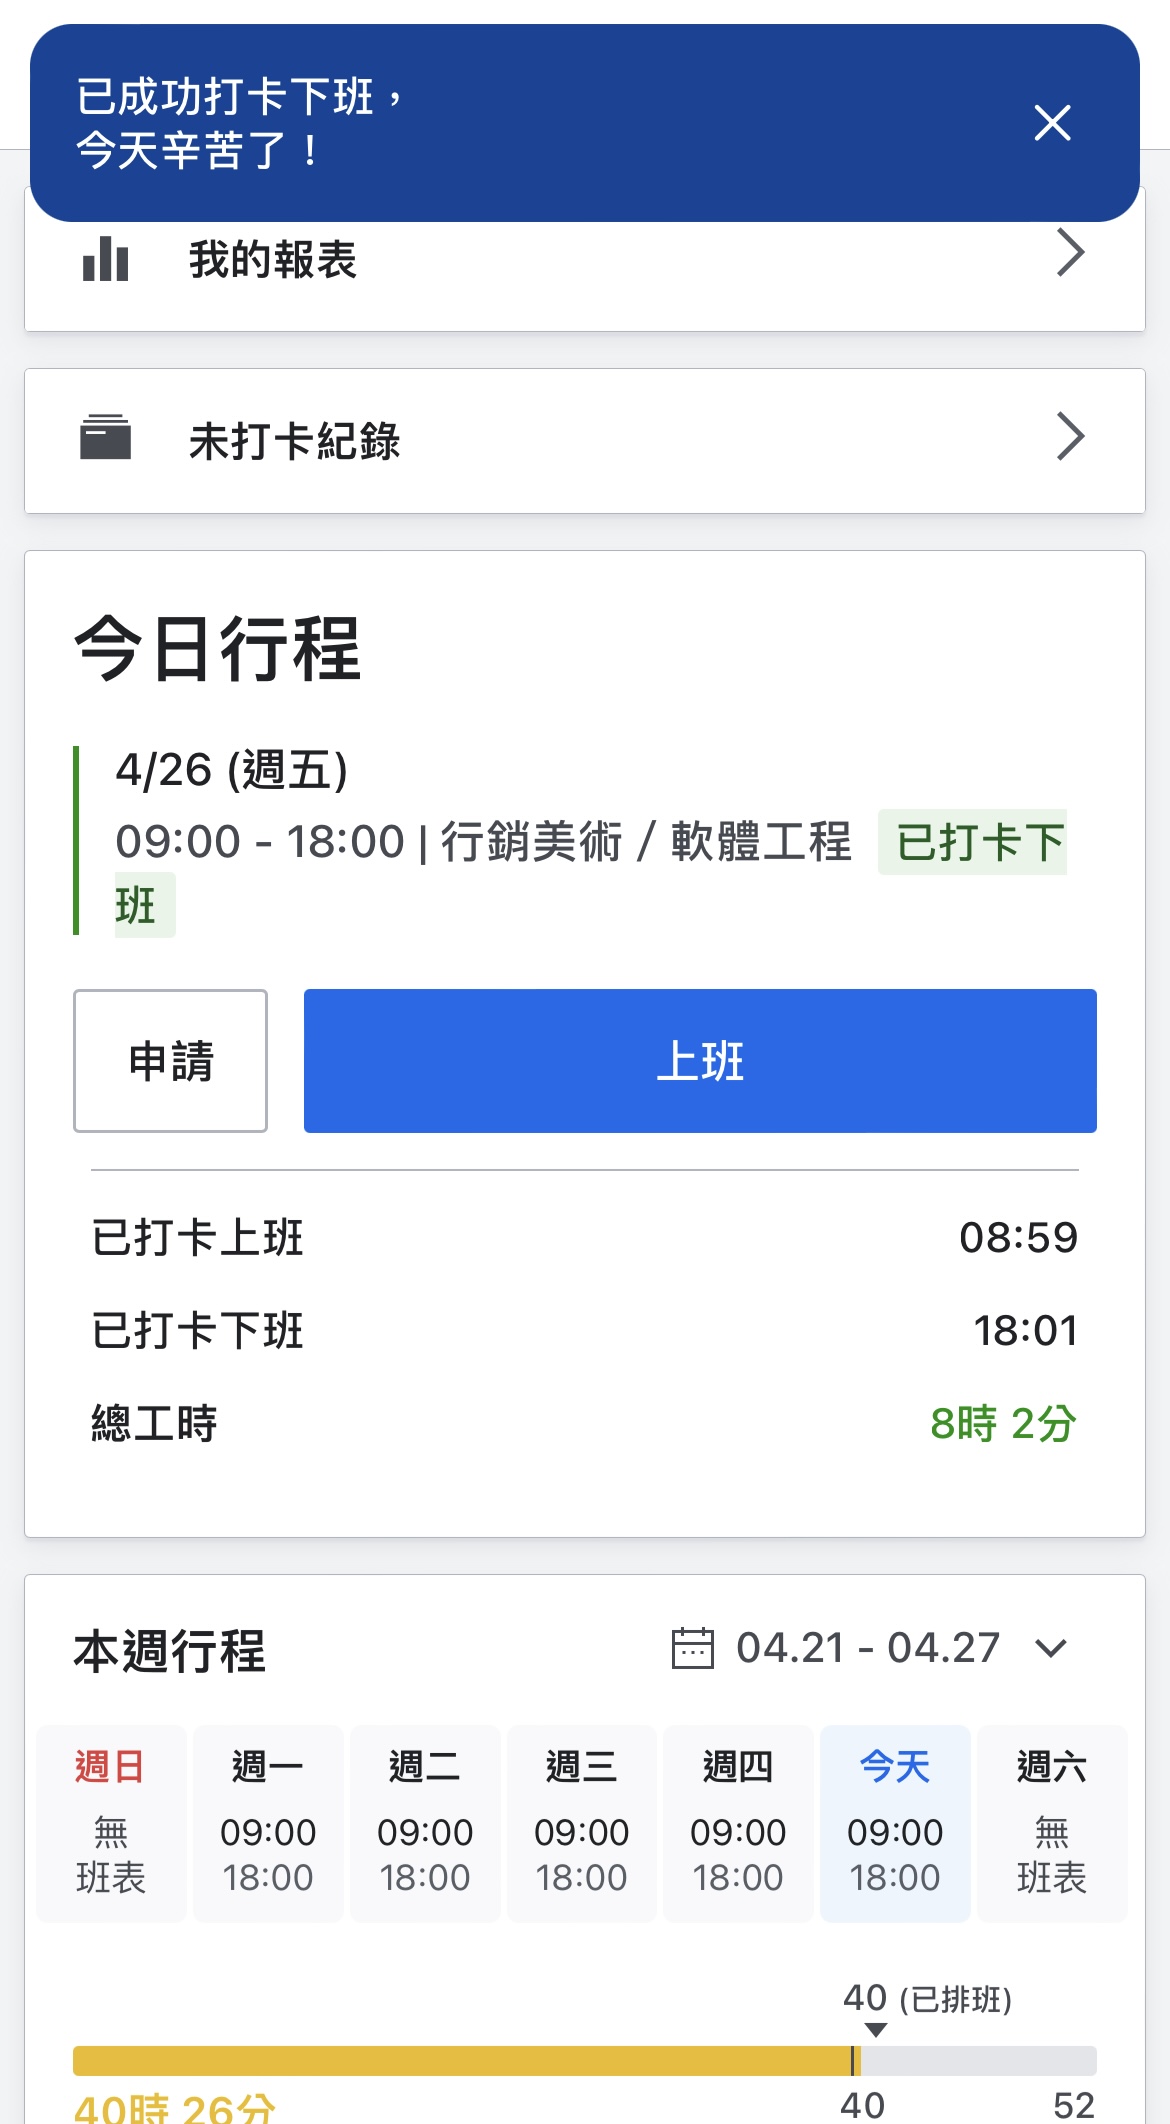 已成功打卡下班，
今天辛苦了！
我的報表
未打卡紀錄
今日行程
4/26 (週五)
09:00 - 18:00 | 行銷美術 / 軟體工程 已打卡下
班
申請
上班
已打卡上班 08:59
已打卡下班 18:01
總工時 8時 2分
本週行程 04.21 - 04.27
週日 週一 週二 週三 週四 今天 週六
無 09:00 09:00 09:00 09:00 09:00 無
班表 18:00 18:00 18:00 18:00 18:00 班表
40 (已排班)
40時 26分 40 52